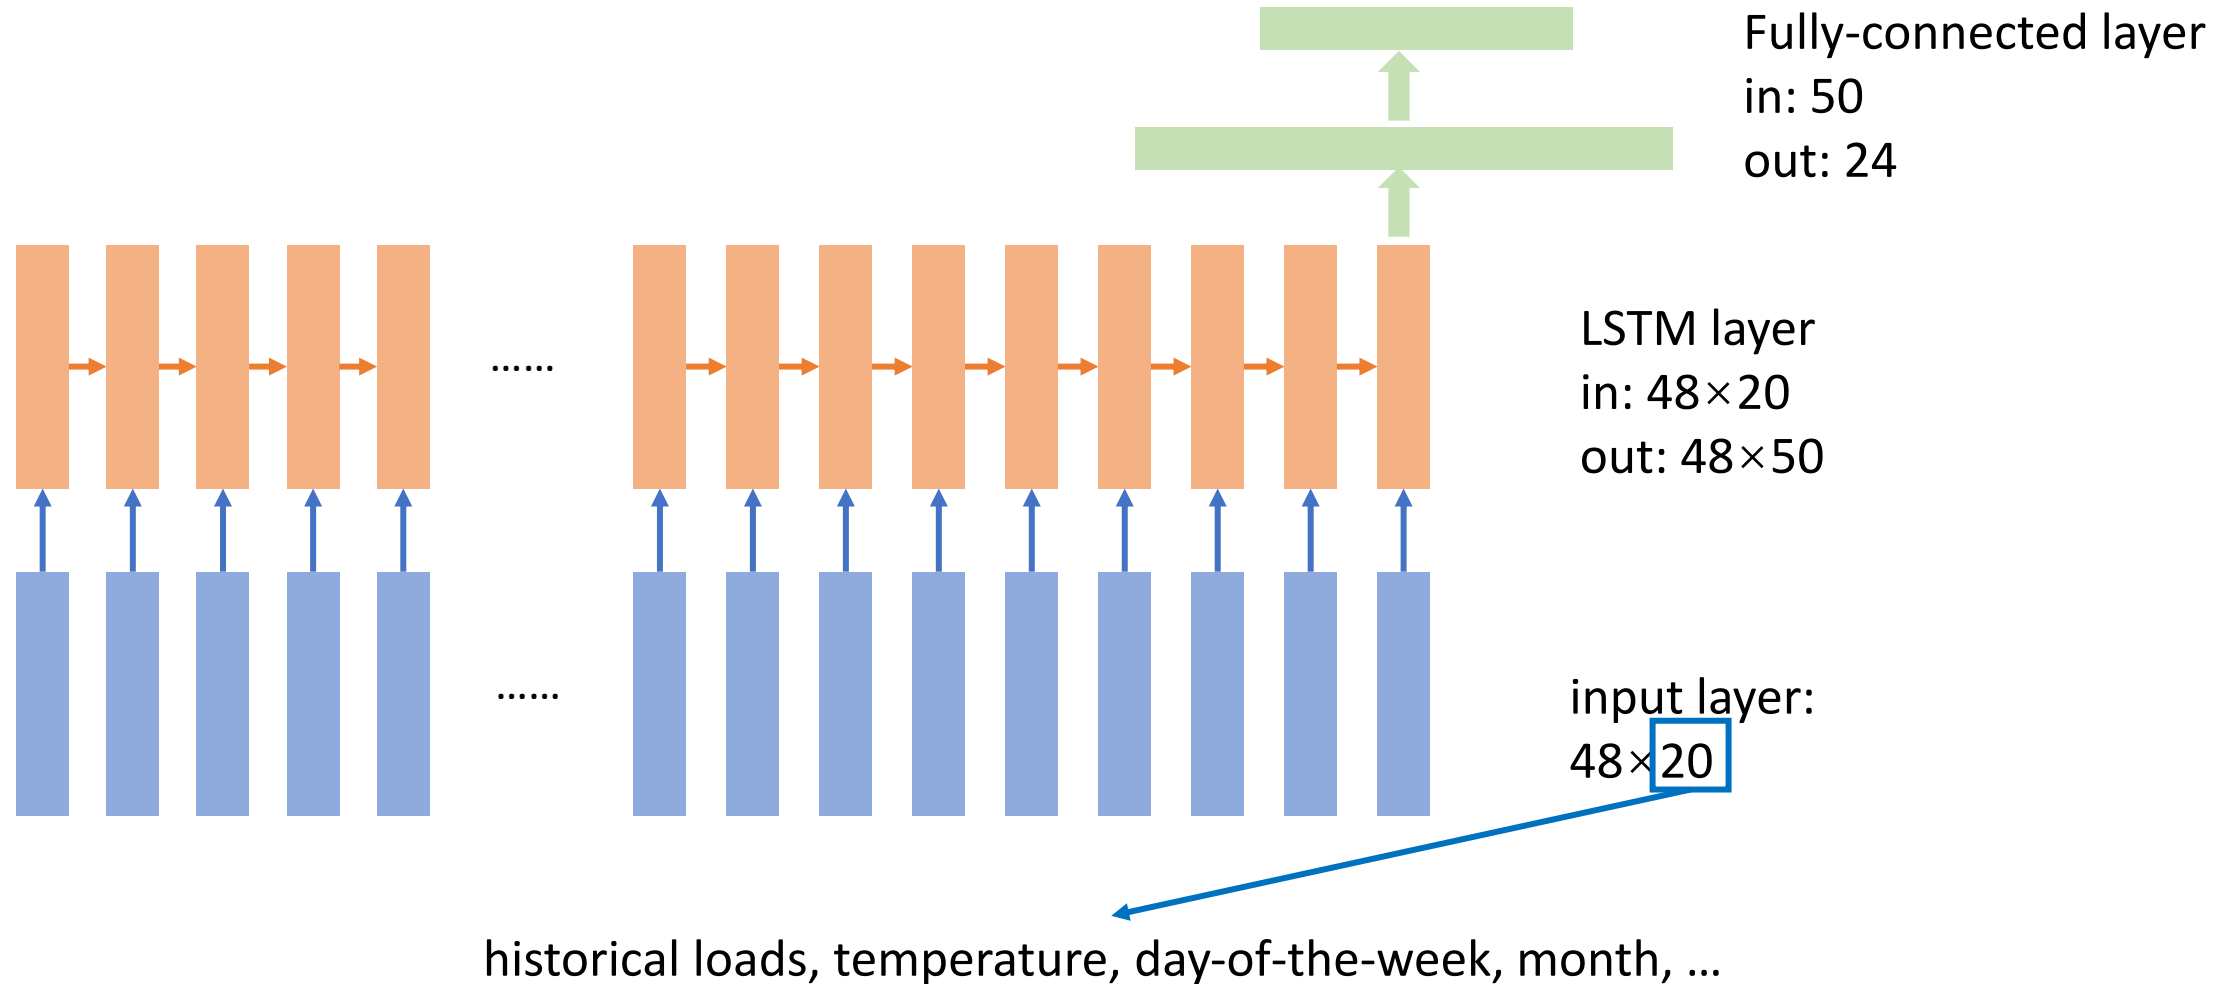 Fully-connected layer
in: 50
out: 24
LSTM layer
in: 48×20
out: 48×50
……
……
input layer:
48×20
historical loads, temperature, day-of-the-week, month, …